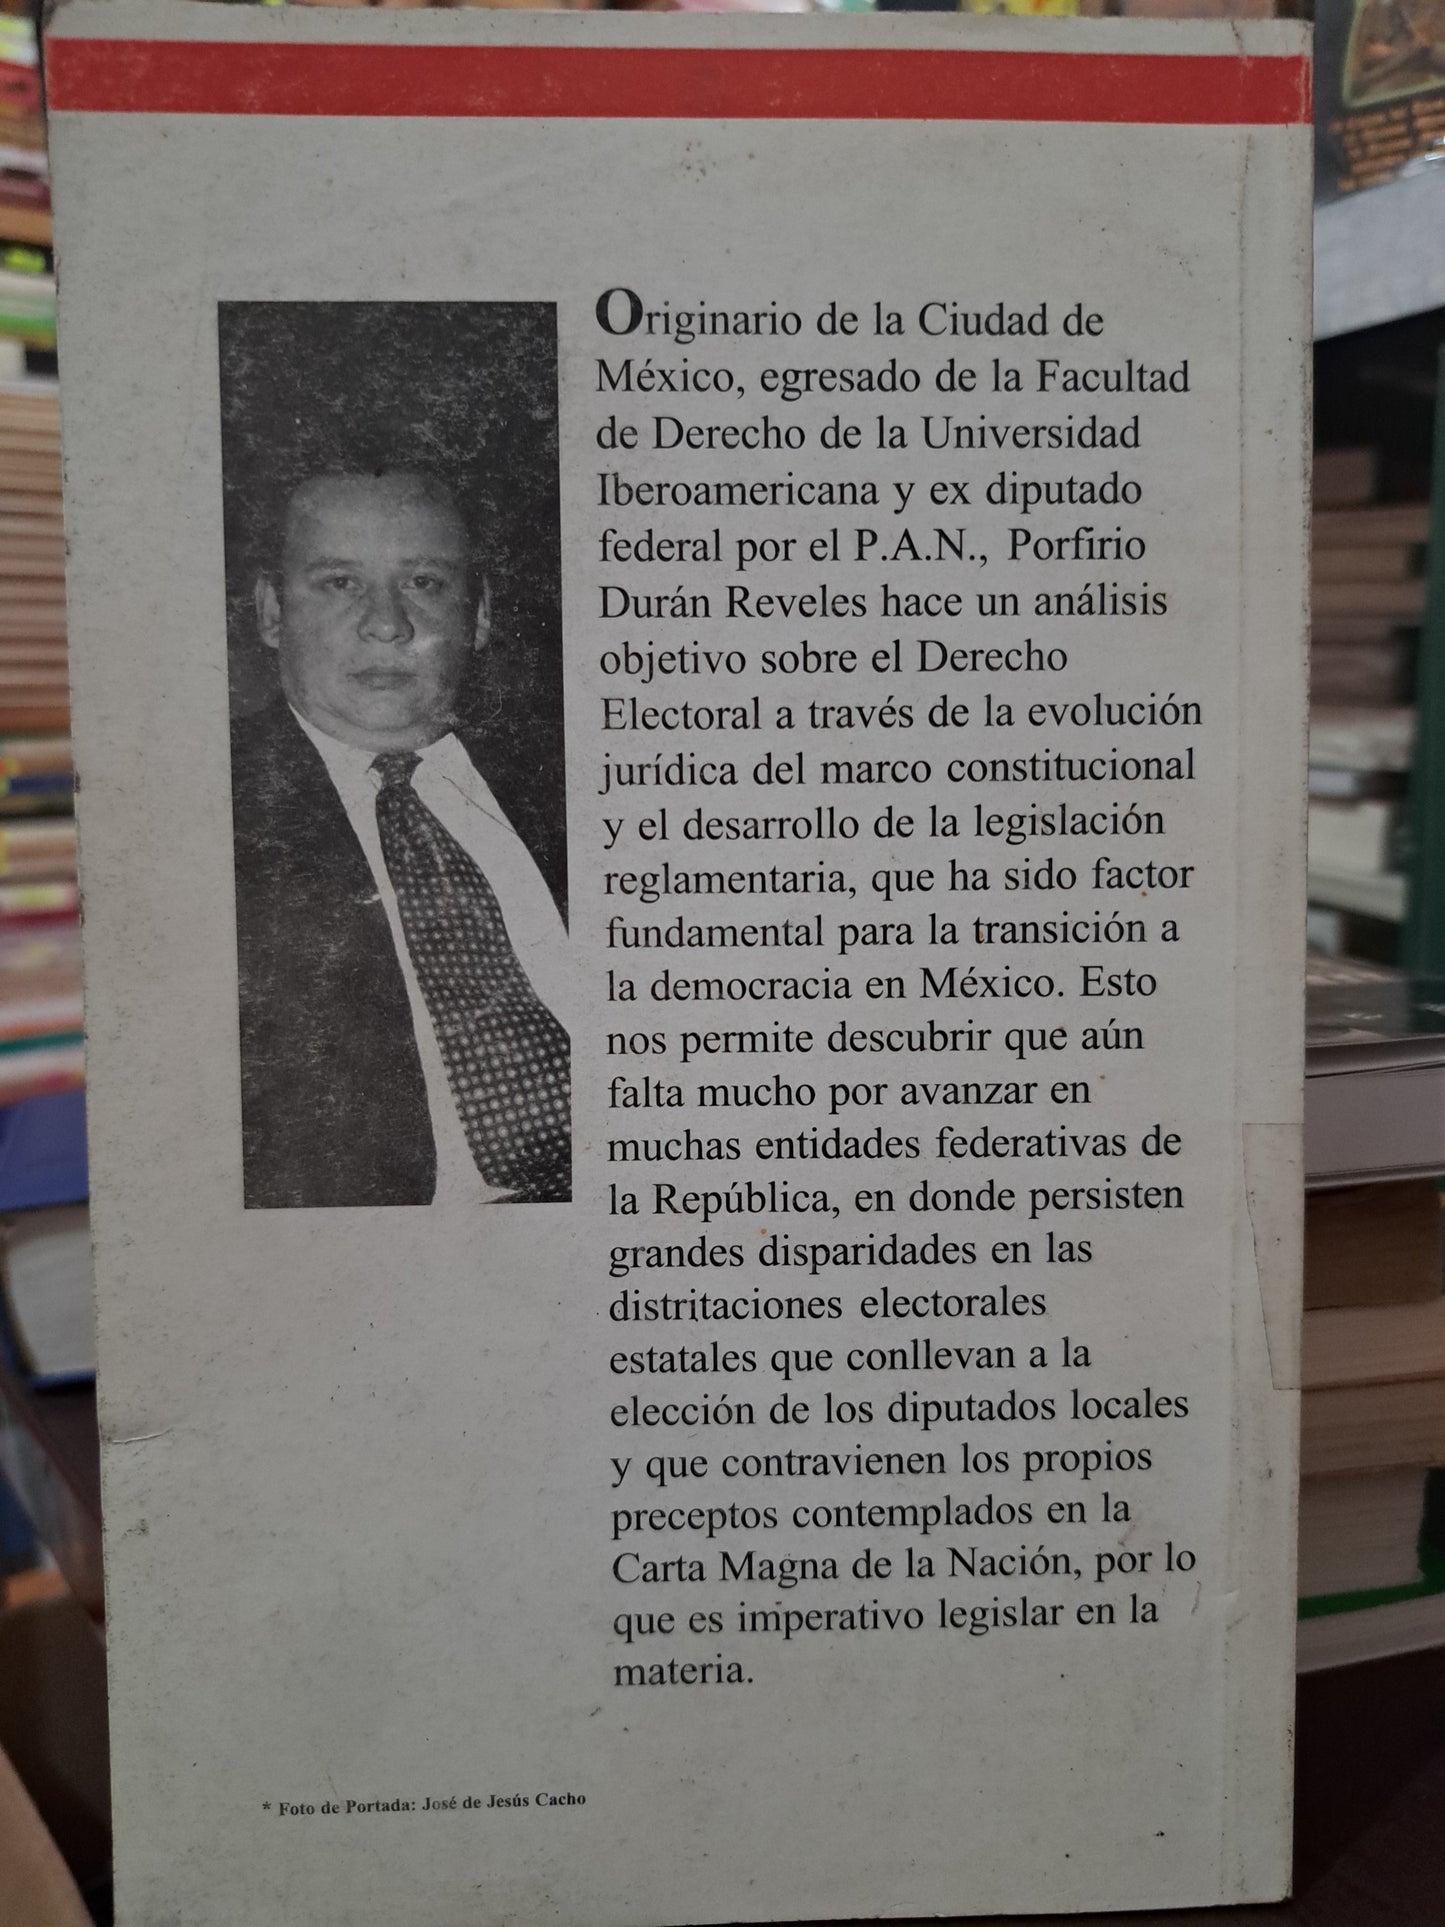 Originario de la Ciudad de
México, egresado de la Facultad
de Derecho de la Universidad
Iberoamericana y ex diputado
federal por el P.A.N., Porfirio
Durán Reveles hace un análisis
objetivo sobre el Derecho
Electoral a través de la evolución
jurídica del marco constitucional
y el desarrollo de la legislación
reglamentaria, que ha sido factor
fundamental para la transición a
la democracia en México. Esto
nos permite descubrir que aún
falta mucho por avanzar en
muchas entidades federativas de
la República, en donde persisten
grandes disparidades en las
distritaciones electorales
estatales que conllevan a la
elección de los diputados locales
y que contravienen los propios
preceptos contemplados en la
Carta Magna de la Nación, por lo
que es imperativo legislar en la
materia.
* Foto de Portada: José de Jesús Cacho